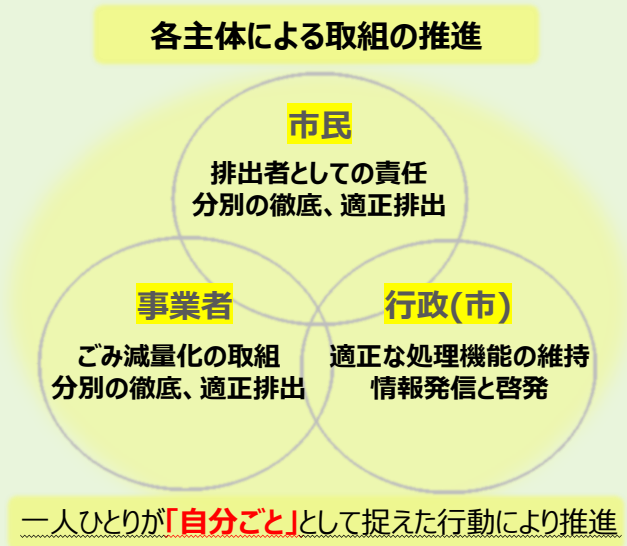 各主体による取組の推進
市民
排出者としての責任
分別の徹底、適正排出
事業者
ごみ減量化の取組
分別の徹底、適正排出
行政(市)
適正な処理機能の維持
情報発信と啓発
一人ひとりが「自分ごと」として捉えた行動により推進